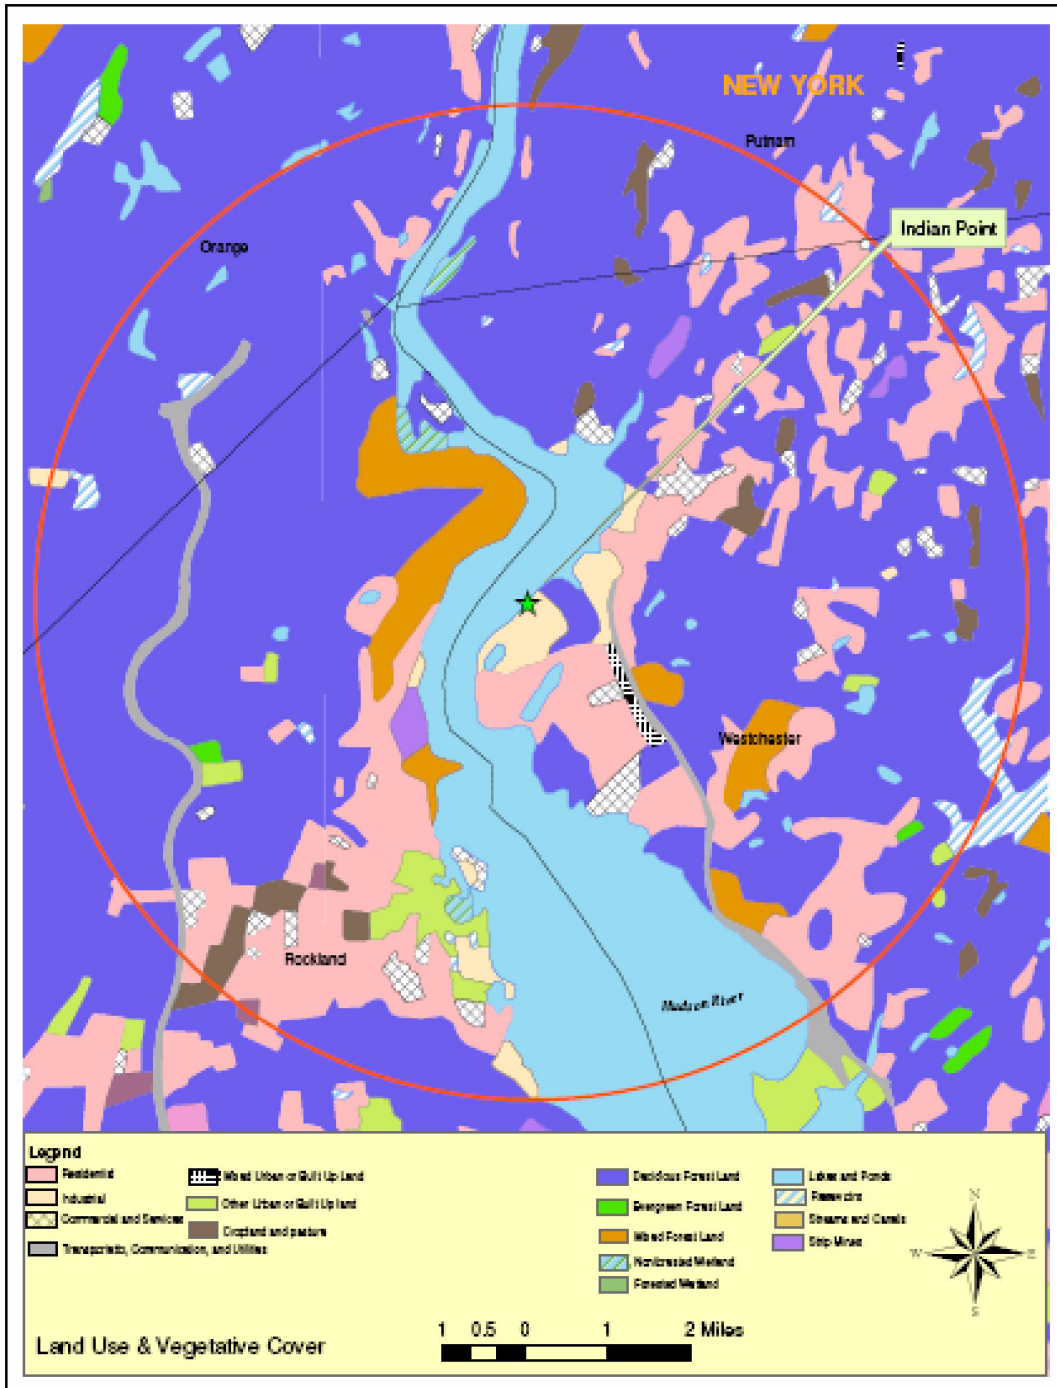 NEW YORK
Putnam
Indian Point
Orange
Westchester
Rockland
Hudson River
Legend
Residential
Industrial
Commercial and Services
Transportatio, Communication, and Utilities
Mixed Urban or Built Up Land
Other Urban or Built Up land
Cropland and pasture
Deciduous Forest Land
Evergreen Forest Land
Mixed Forest Land
Nonforested Wetland
Forested Wetland
Lakes and Ponds
Reservoirs
Streams and Canals
Strip Mines
N
W
E
S
Land Use & Vegetative Cover
1 0.5 0 1 2 Miles